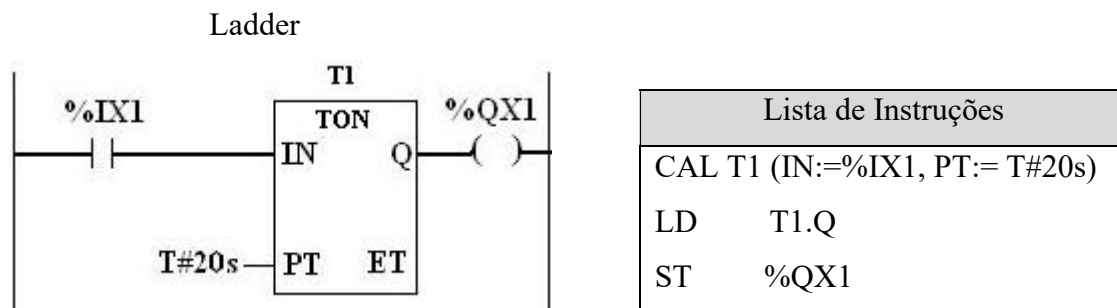 Ladder
T1
%IX1
TON
%QX1
IN Q
T#20s PT ET
Lista de Instruções
CAL T1 (IN:=%IX1, PT:= T#20s)
LD T1.Q
ST %QX1